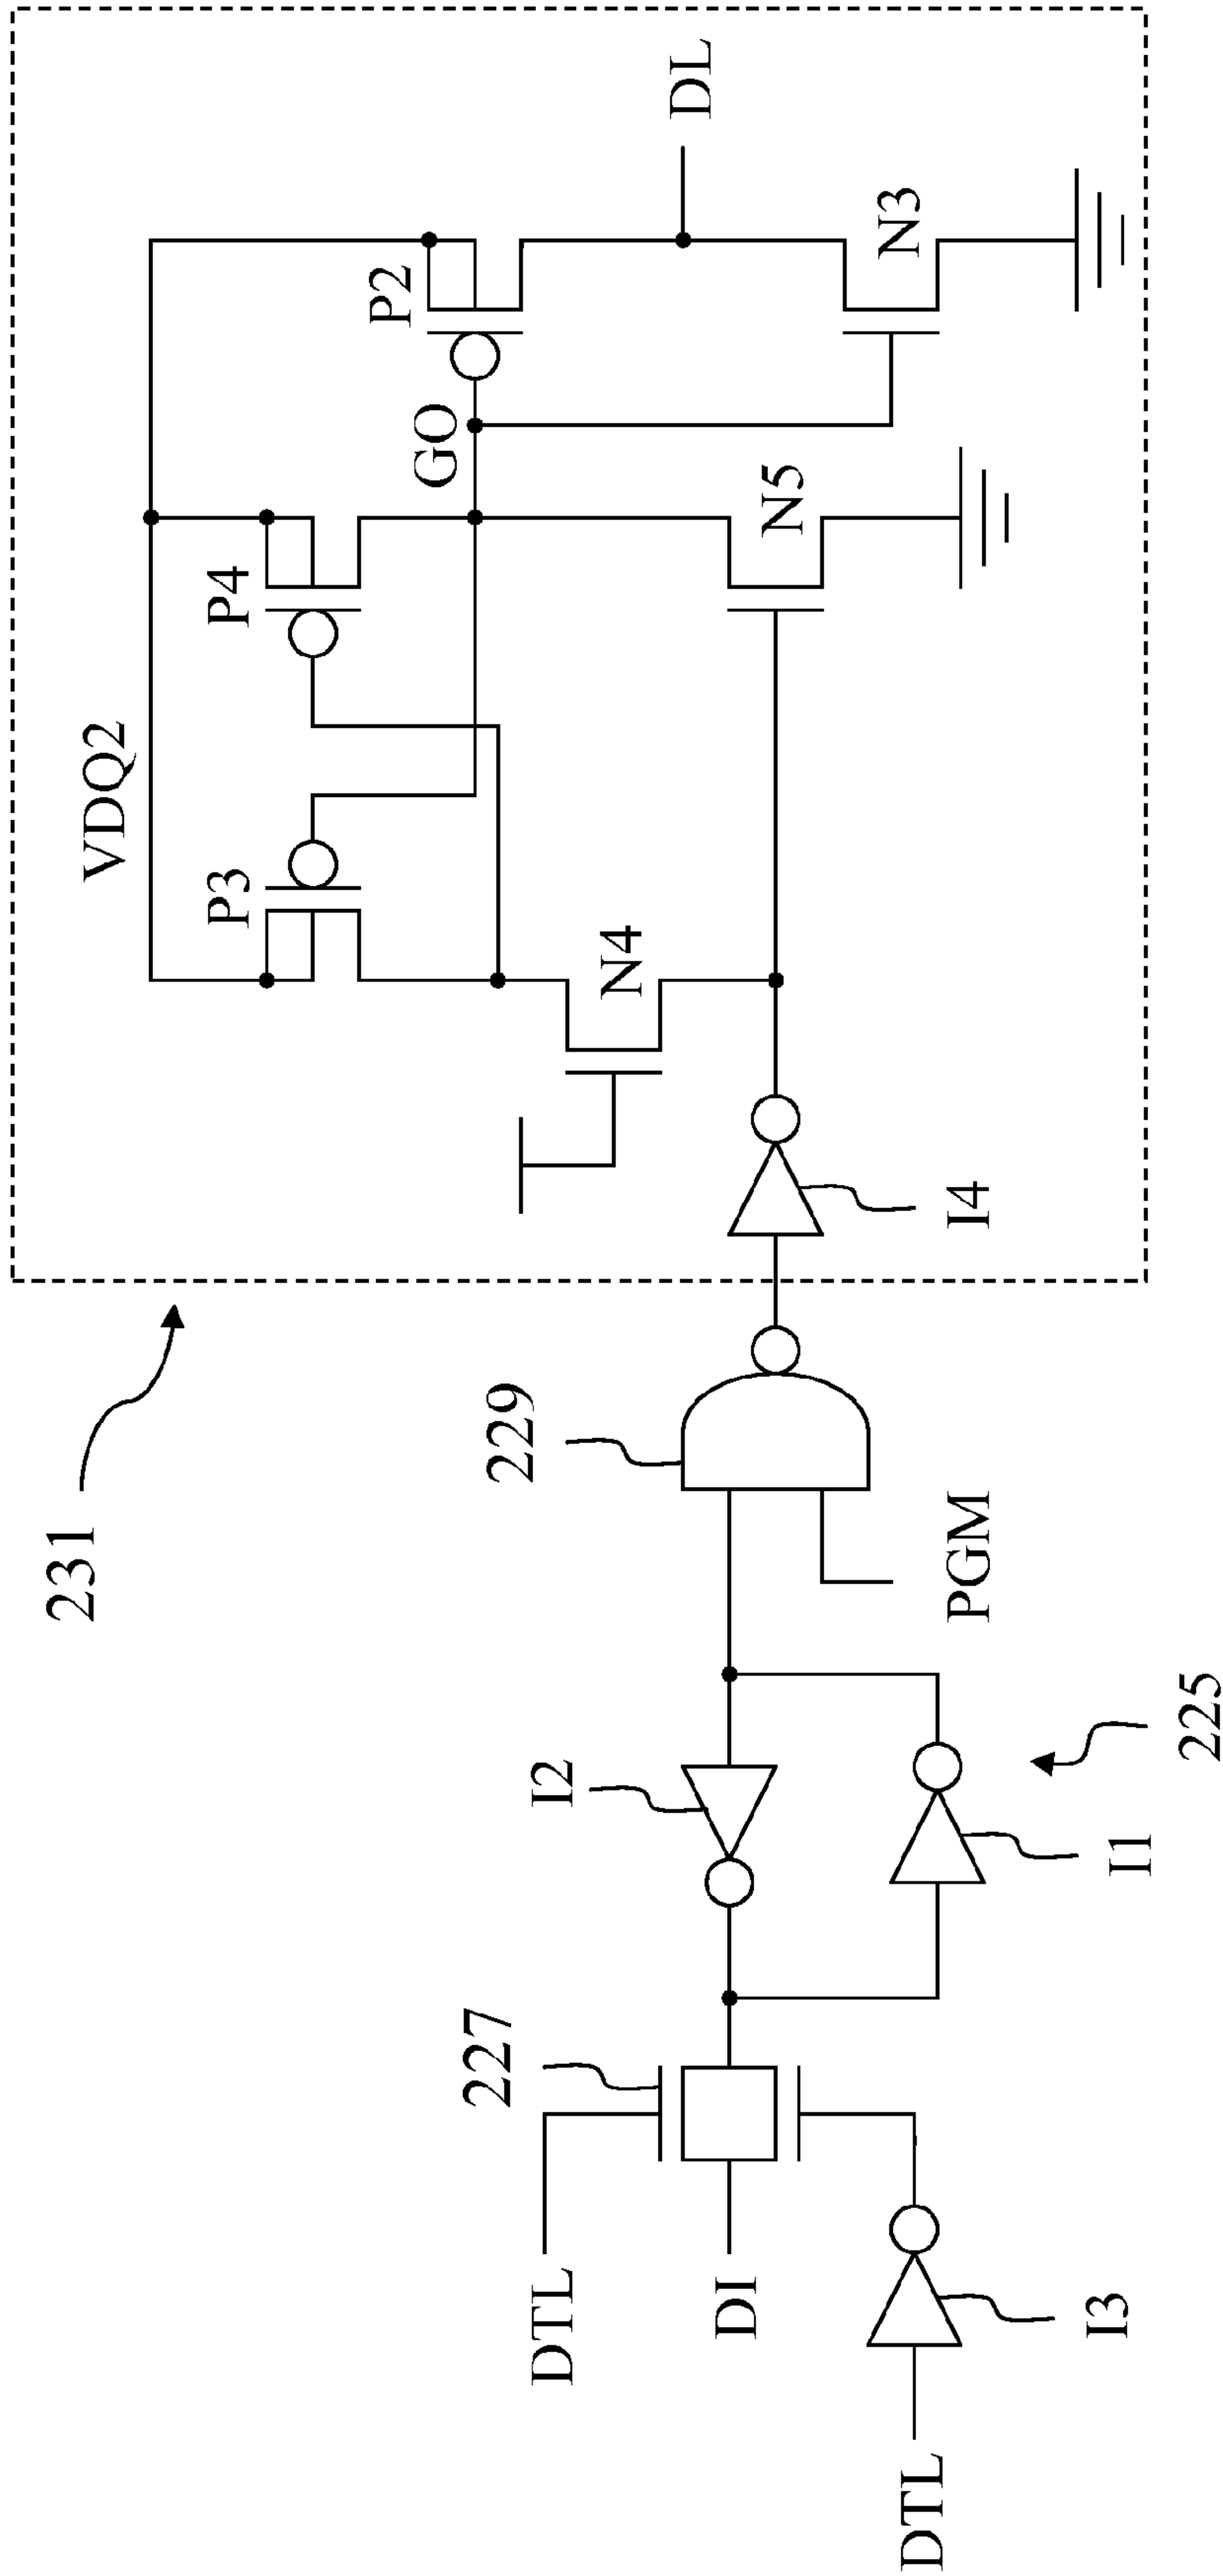 231
VDQ2
P3
P4
P2
GO
DL
N4
N5
N3
I4
229
PGM
I2
225
I1
227
DTL
DI
I3
DTL